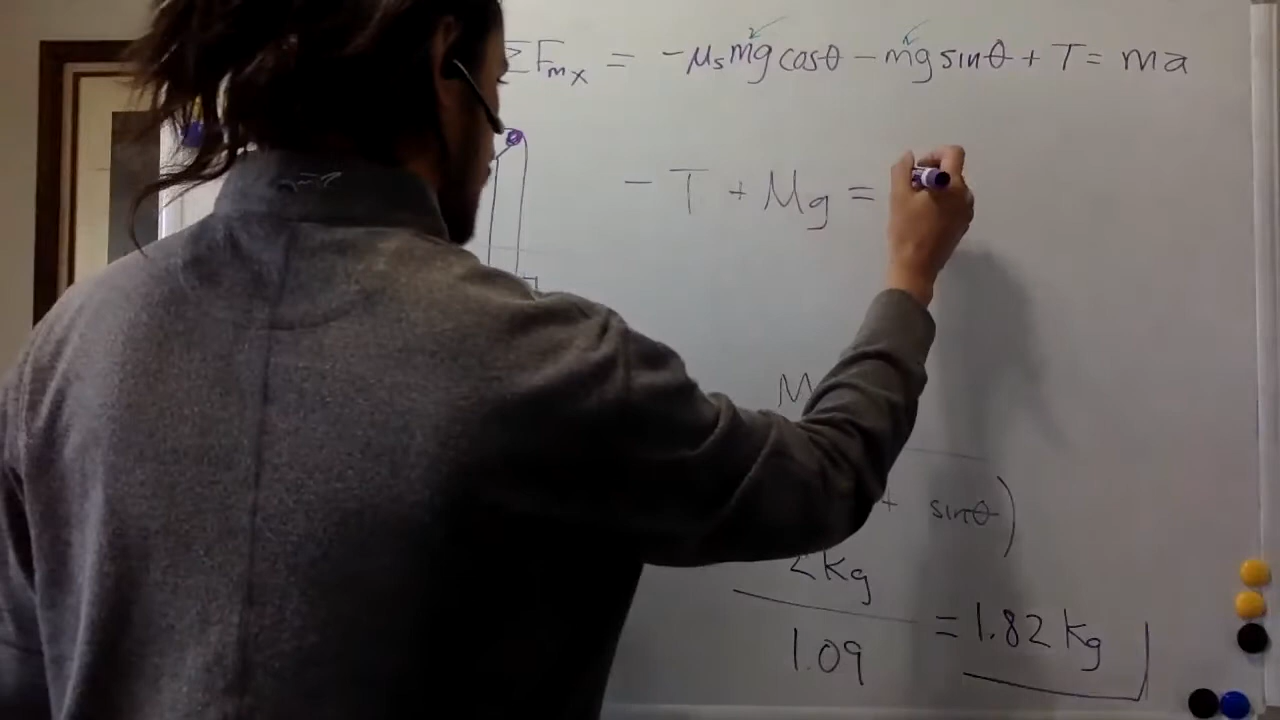 ΣF_mx = -μ_s mg cosθ - mg sinθ + T = ma
- T + Mg =
M
+ sinθ)
2kg
1.09
= 1.82 kg